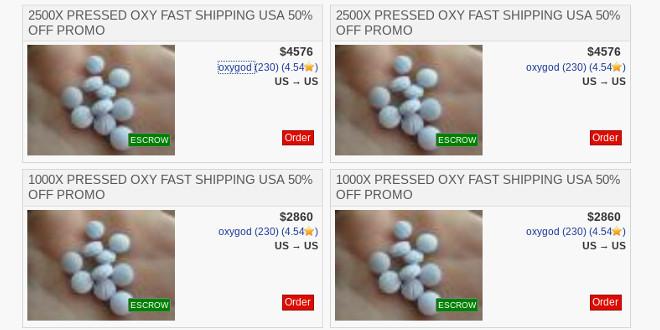 2500X PRESSED OXY FAST SHIPPING USA 50%
OFF PROMO
$4576
oxygod (230) (4.54⭐)
US → US
ESCROW
Order
2500X PRESSED OXY FAST SHIPPING USA 50%
OFF PROMO
$4576
oxygod (230) (4.54⭐)
US → US
ESCROW
Order
1000X PRESSED OXY FAST SHIPPING USA 50%
OFF PROMO
$2860
oxygod (230) (4.54⭐)
US → US
ESCROW
Order
1000X PRESSED OXY FAST SHIPPING USA 50%
OFF PROMO
$2860
oxygod (230) (4.54⭐)
US → US
ESCROW
Order